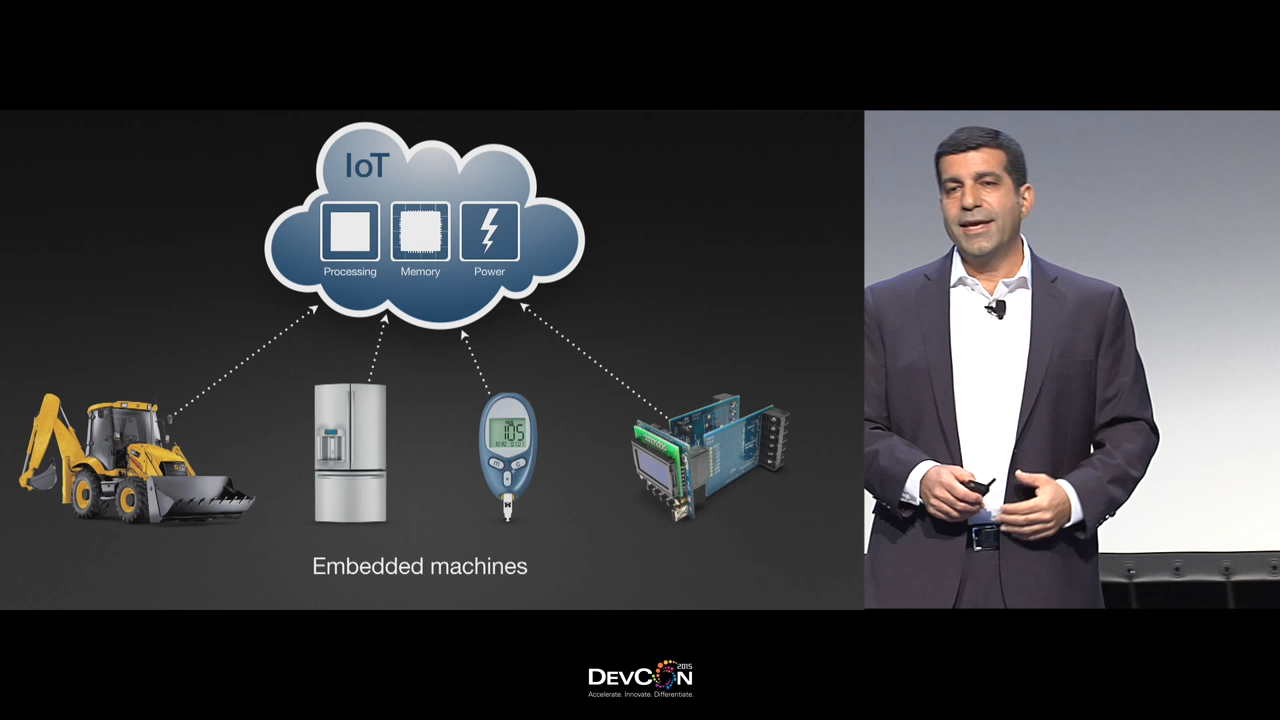 IoT
Processing
Memory
Power
105
Embedded machines
2015
DEVCON
Accelerate. Innovate. Differentiate.